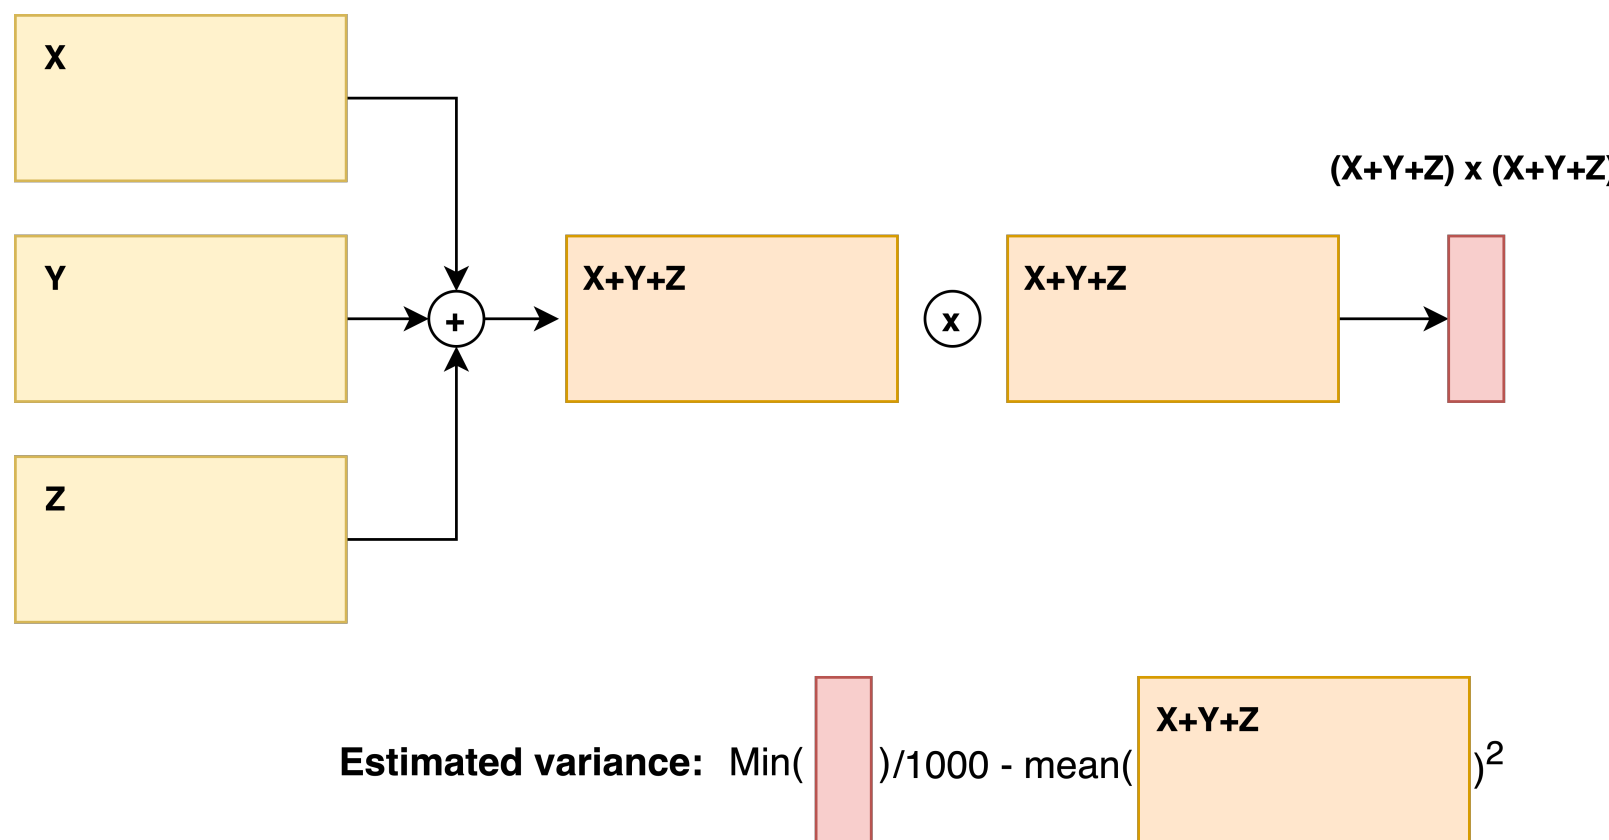 X
(X+Y+Z) x (X+Y+Z)
Y
+
X+Y+Z
x
X+Y+Z
Z
X+Y+Z
Estimated variance: Min( )/1000 - mean( )2